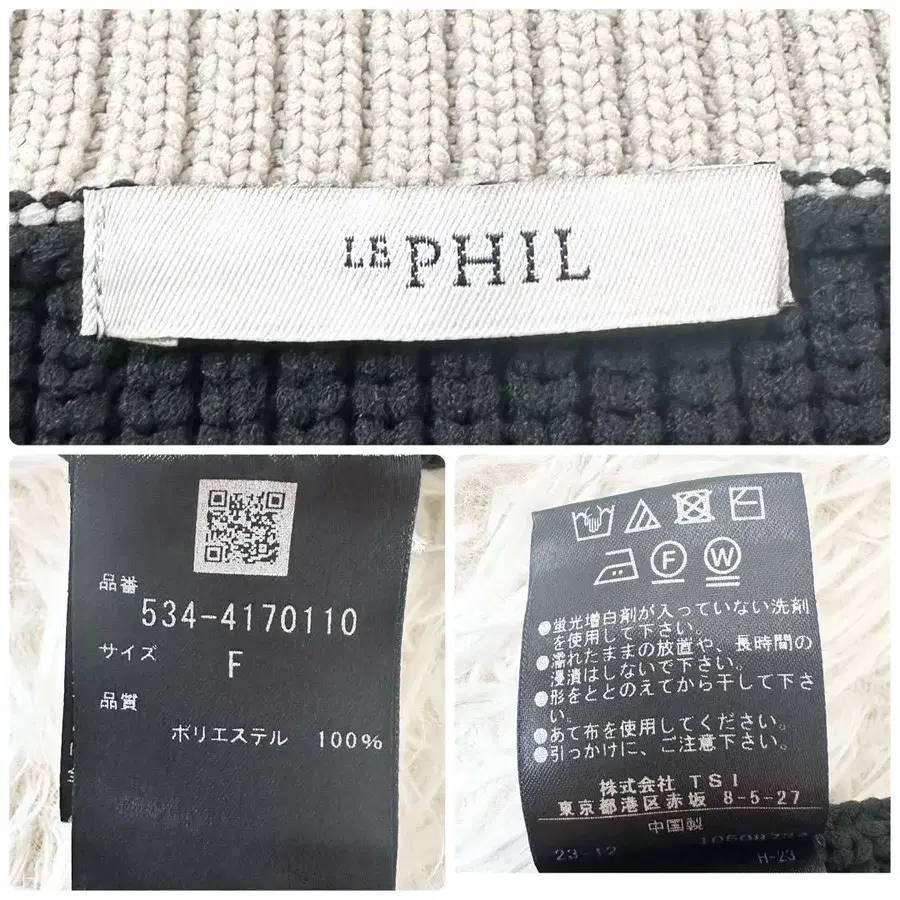 LE PHIL
品番
534-4170110
サイズ
F
品質
ポリエステル 100%
F W
●蛍光増白剤が入っていない洗剤
を使用して下さい。
●濡れたままの放置や、長時間の
浸漬はしないで下さい。
●形をととのえてから干して下さ
い。
●あて布を使用してください。
●引っかけに、ご注意下さい。
株式会社 TSI
東京都港区赤坂 8-5-27
中国製
23-12
H-23